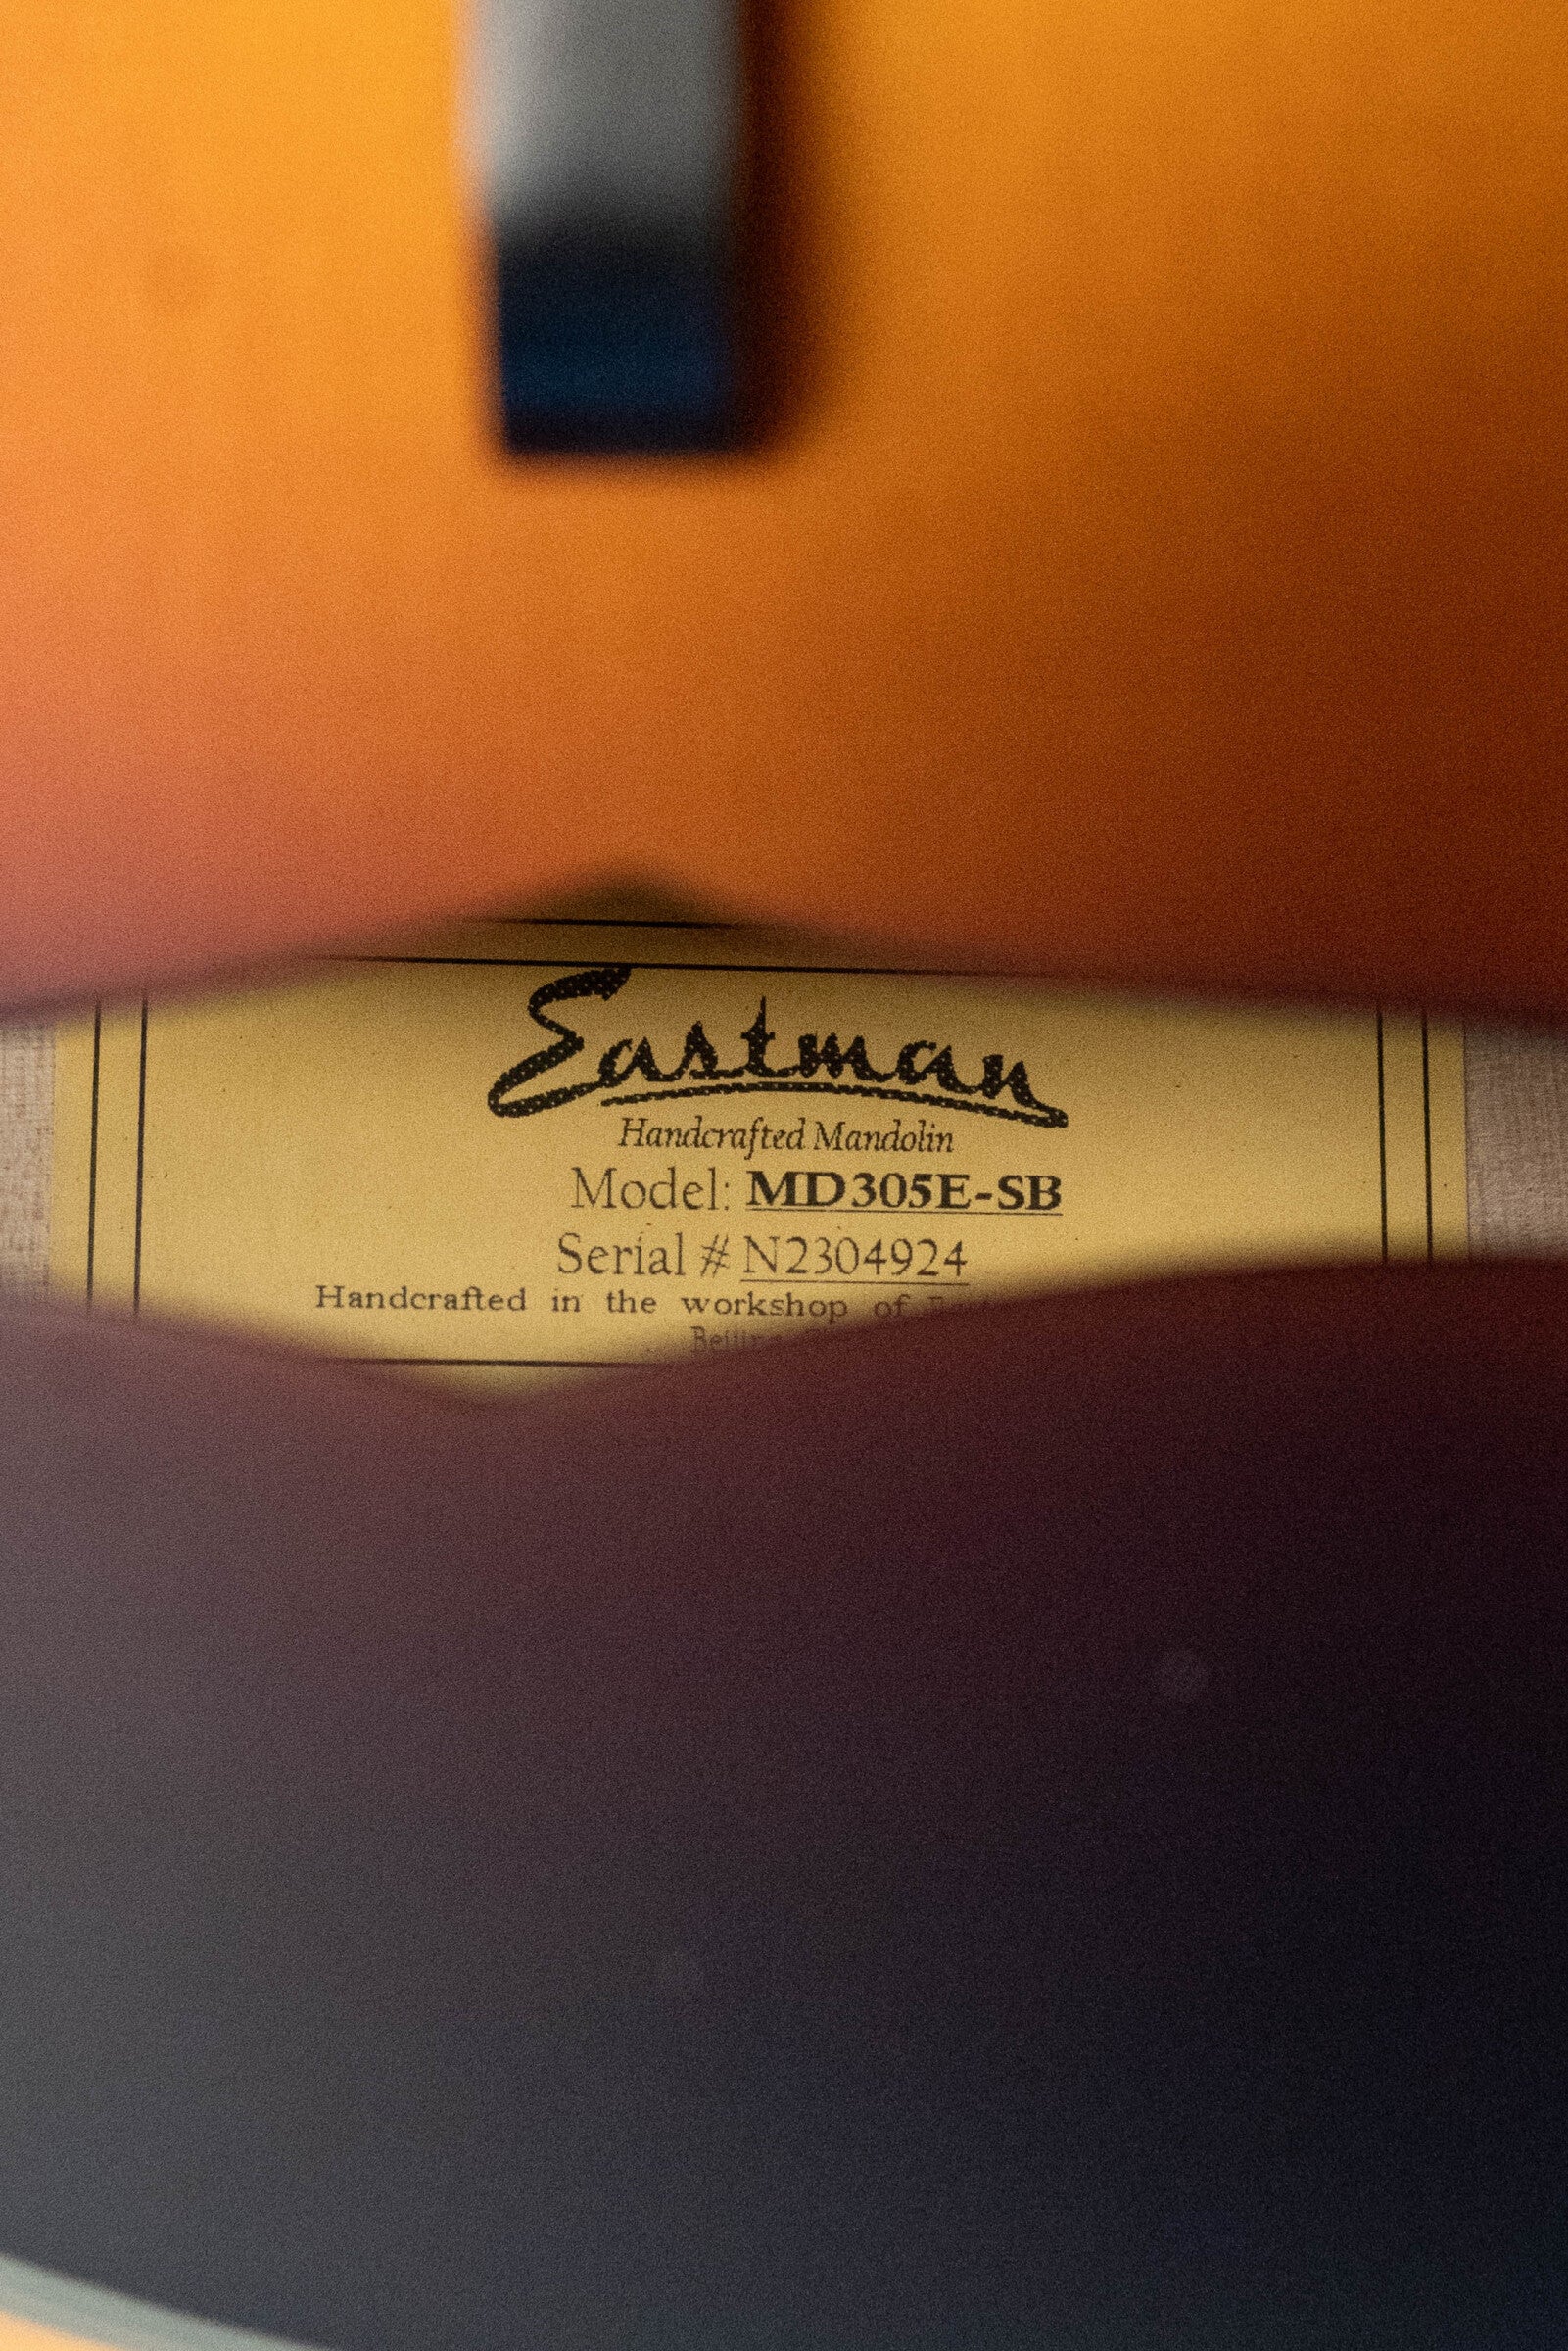 Eastman
Handcrafted Mandolin
Model: MD305E-SB
Serial # N2304924
Handcrafted in the workshop of